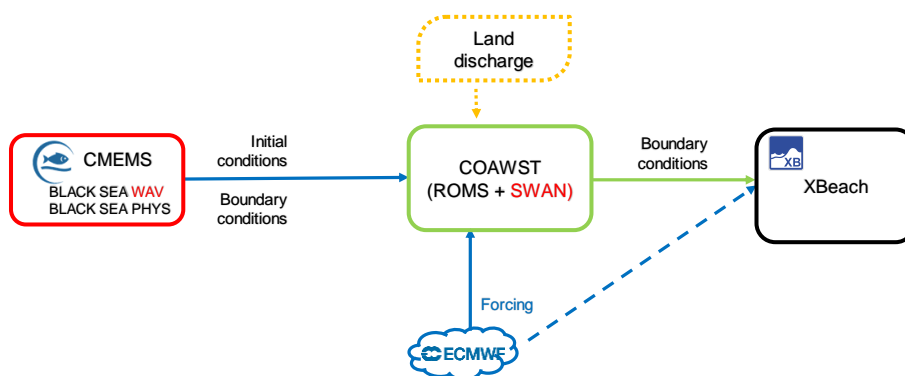 Land
discharge
CMEMS
BLACK SEA WAV
BLACK SEA PHYS
Initial
conditions
Boundary
conditions
COAWST
(ROMS + SWAN)
Boundary
conditions
XB
XBeach
Forcing
ECMWF